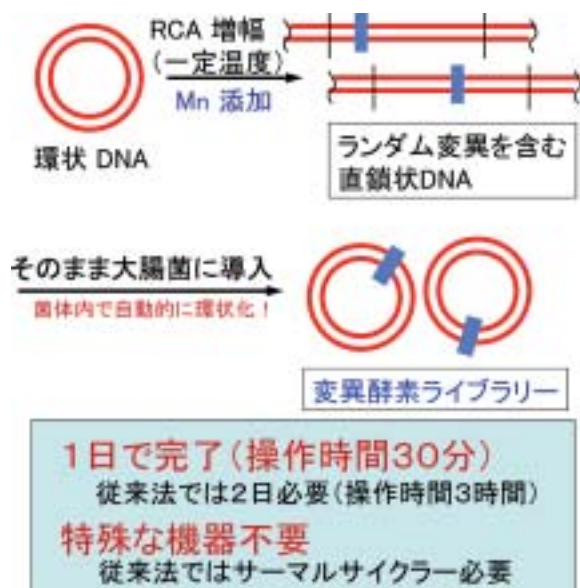 RCA 増幅
(一定温度)
Mn 添加
環状 DNA
ランダム変異を含む
直鎖状DNA
そのまま大腸菌に導入
菌体内で自動的に環状化！
変異酵素ライブラリー
1日で完了(操作時間30分)
従来法では2日必要(操作時間3時間)
特殊な機器不要
従来法ではサーマルサイクラー必要